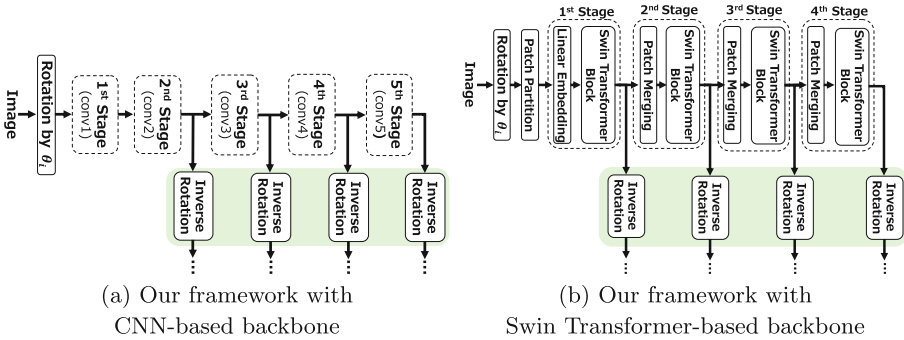 Image
Rotation by θᵢ
1st Stage
(conv1)
2nd Stage
(conv2)
3rd Stage
(conv3)
4th Stage
(conv4)
5th Stage
(conv5)
Inverse
Rotation
Inverse
Rotation
Inverse
Rotation
Inverse
Rotation
(a) Our framework with
CNN-based backbone
1st Stage
2nd Stage
3rd Stage
4th Stage
Image
Rotation by θᵢ
Patch Partition
Linear Embedding
Swin Transformer
Block
Patch Merging
Swin Transformer
Block
Patch Merging
Swin Transformer
Block
Patch Merging
Swin Transformer
Block
Inverse
Rotation
Inverse
Rotation
Inverse
Rotation
Inverse
Rotation
(b) Our framework with
Swin Transformer-based backbone